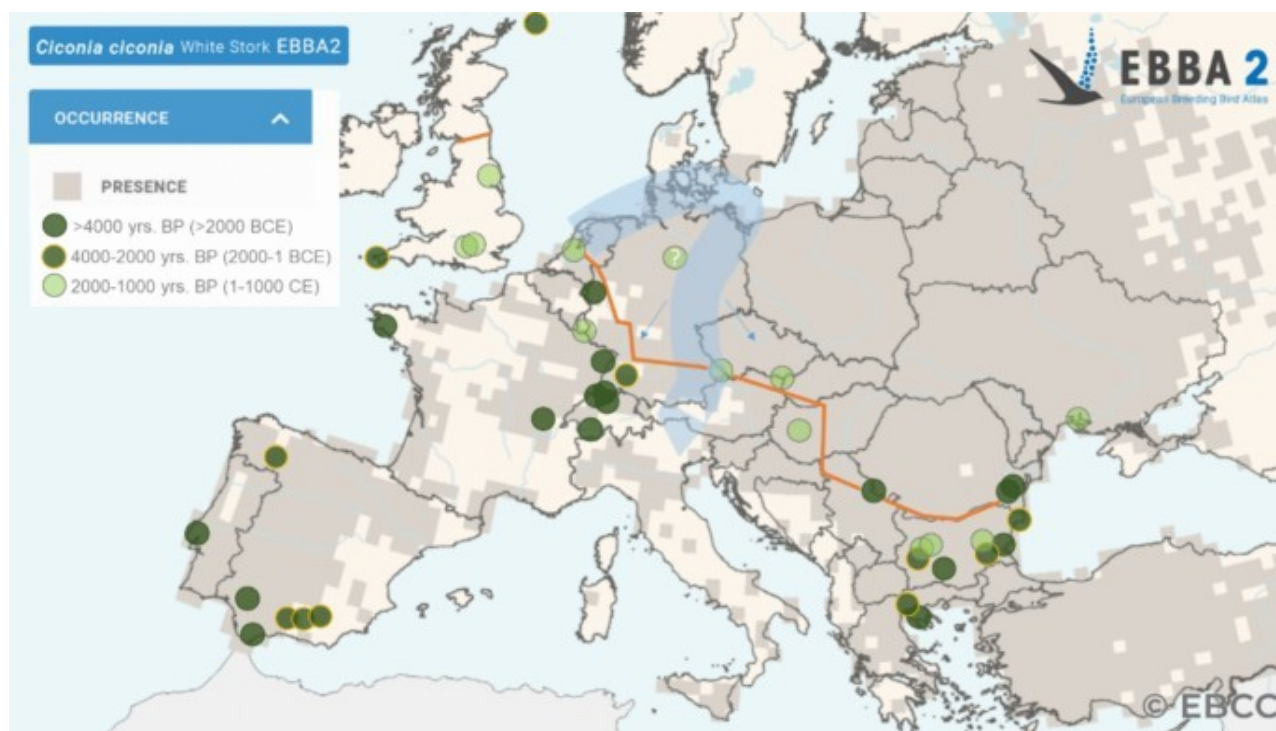 Ciconia ciconia White Stork EBBA2
EBBA 2
European Breeding Bird Atlas
OCCURRENCE
PRESENCE
>4000 yrs. BP (>2000 BCE)
4000-2000 yrs. BP (2000-1 BCE)
2000-1000 yrs. BP (1-1000 CE)
?
© EBCC